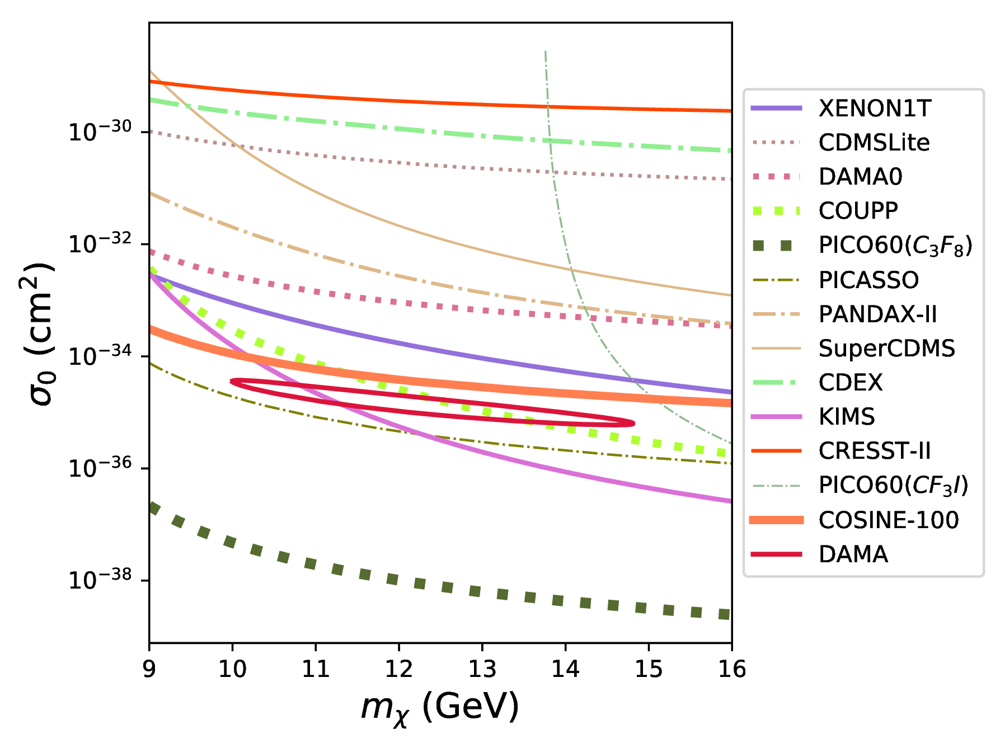 10⁻³⁰
10⁻³²
10⁻³⁴
10⁻³⁶
10⁻³⁸
σ₀ (cm²)
9 10 11 12 13 14 15 16
mᵪ (GeV)
XENON1T
CDMSLite
DAMA0
COUPP
PICO60(C₃F₈)
PICASSO
PANDAX-II
SuperCDMS
CDEX
KIMS
CRESST-II
PICO60(CF₃I)
COSINE-100
DAMA